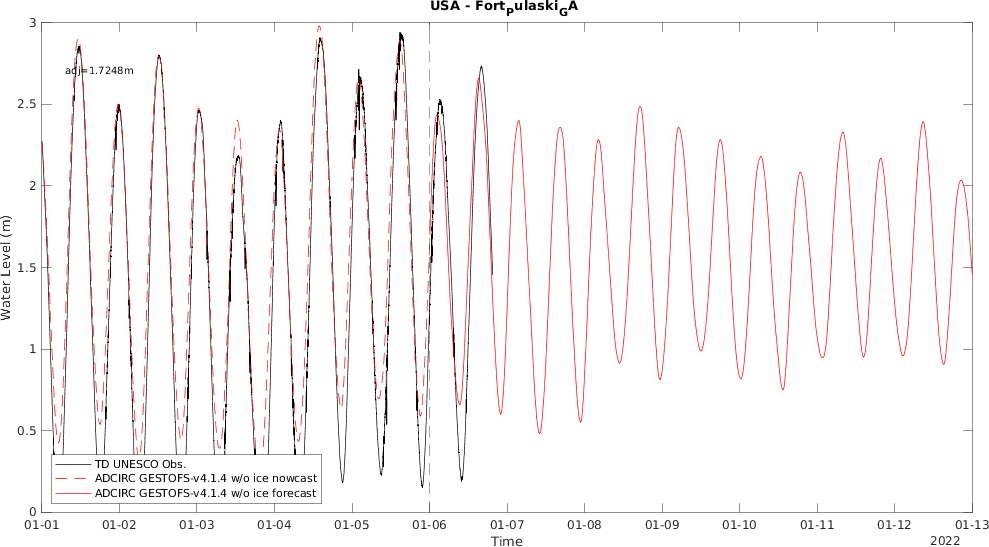 USA - Fort_Pulaski_GA
3
2.5
2
1.5
1
0.5
0
Water Level (m)
adj=1.7248m
TD UNESCO Obs.
ADCIRC GESTOFS-v4.1.4 w/o ice nowcast
ADCIRC GESTOFS-v4.1.4 w/o ice forecast
01-01 01-02 01-03 01-04 01-05 01-06 01-07 01-08 01-09 01-10 01-11 01-12 01-13
Time
2022